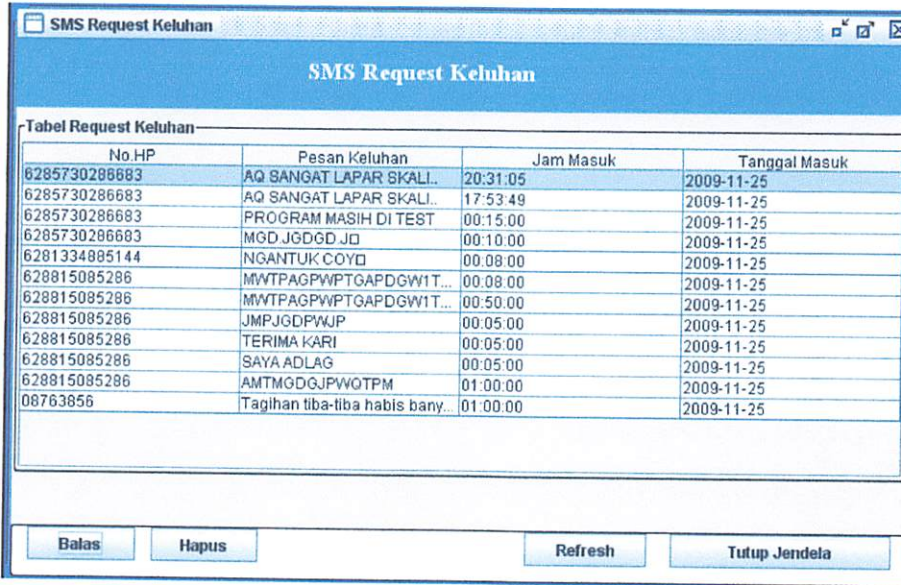 SMS Request Keluhan
SMS Request Keluhan
Tabel Request Keluhan
No.HP Pesan Keluhan Jam Masuk Tanggal Masuk
6285730286683 AQ SANGAT LAPAR SKALI.. 20:31:05 2009-11-25
6285730286683 AQ SANGAT LAPAR SKALI.. 17:53:49 2009-11-25
6285730286683 PROGRAM MASIH DI TEST 00:15:00 2009-11-25
6285730286683 MGD.JGDGD.J□ 00:10:00 2009-11-25
6281334885144 NGANTUK COY□ 00:08:00 2009-11-25
628815085286 MWTPAGPWPTGAPDGW1T... 00:08:00 2009-11-25
628815085286 MWTPAGPWPTGAPDGW1T... 00:50:00 2009-11-25
628815085286 JMPJGDPWJP 00:05:00 2009-11-25
628815085286 TERIMA KARI 00:05:00 2009-11-25
628815085286 SAYA ADLAG 00:05:00 2009-11-25
628815085286 AMTMGDGJPWQTPM 01:00:00 2009-11-25
08763856 Tagihan tiba-tiba habis bany... 01:00:00 2009-11-25
Balas Hapus Refresh Tutup Jendela